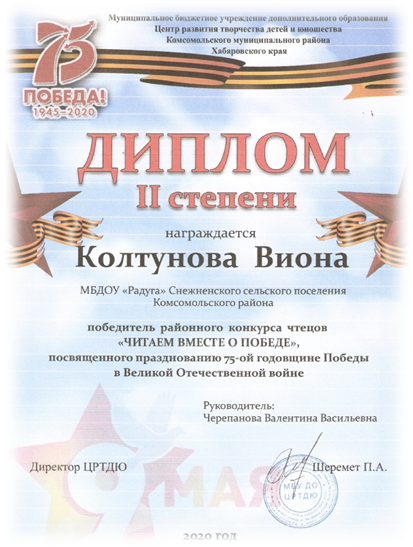 Муниципальное бюджетное учреждение дополнительного образования
Центр развития творчества детей и юношества
Комсомольского муниципального района
Хабаровского края
75
ПОБЕДА!
1945-2020
ДИПЛОМ
II степени
награждается
Колтунова Виона
МБДОУ «Радуга» Снежненского сельского поселения
Комсомольского района
победитель районного конкурса чтецов
«ЧИТАЕМ ВМЕСТЕ О ПОБЕДЕ»,
посвященного празднованию 75-ой годовщине Победы
в Великой Отечественной войне
Руководитель:
Черепанова Валентина Васильевна
Директор ЦРТДЮ Шеремет П.А.
МБУ ДО
ЦРТДЮ
МАЯ
2020 год